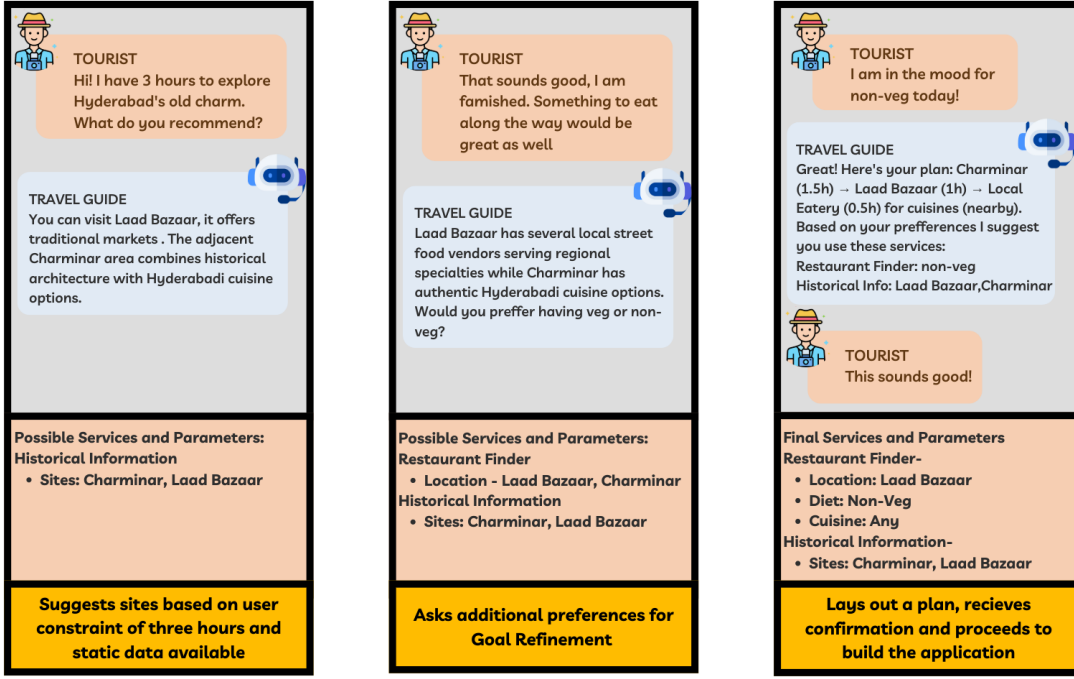 TOURIST
Hi! I have 3 hours to explore
Hyderabad's old charm.
What do you recommend?
TRAVEL GUIDE
You can visit Laad Bazaar, it offers
traditional markets . The adjacent
Charminar area combines historical
architecture with Hyderabadi cuisine
options.
Possible Services and Parameters:
Historical Information
• Sites: Charminar, Laad Bazaar
Suggests sites based on user
constraint of three hours and
static data available
TOURIST
That sounds good, I am
famished. Something to eat
along the way would be
great as well
TRAVEL GUIDE
Laad Bazaar has several local street
food vendors serving regional
specialties while Charminar has
authentic Hyderabadi cuisine options.
Would you preffer having veg or non-
veg?
Possible Services and Parameters:
Restaurant Finder
• Location - Laad Bazaar, Charminar
Historical Information
• Sites: Charminar, Laad Bazaar
Asks additional preferences for
Goal Refinement
TOURIST
I am in the mood for
non-veg today!
TRAVEL GUIDE
Great! Here's your plan: Charminar
(1.5h) → Laad Bazaar (1h) → Local
Eatery (0.5h) for cuisines (nearby).
Based on your prefferences I suggest
you use these services:
Restaurant Finder: non-veg
Historical Info: Laad Bazaar,Charminar
TOURIST
This sounds good!
Final Services and Parameters
Restaurant Finder-
• Location: Laad Bazaar
• Diet: Non-Veg
• Cuisine: Any
Historical Information-
• Sites: Charminar, Laad Bazaar
Lays out a plan, recieves
confirmation and proceeds to
build the application